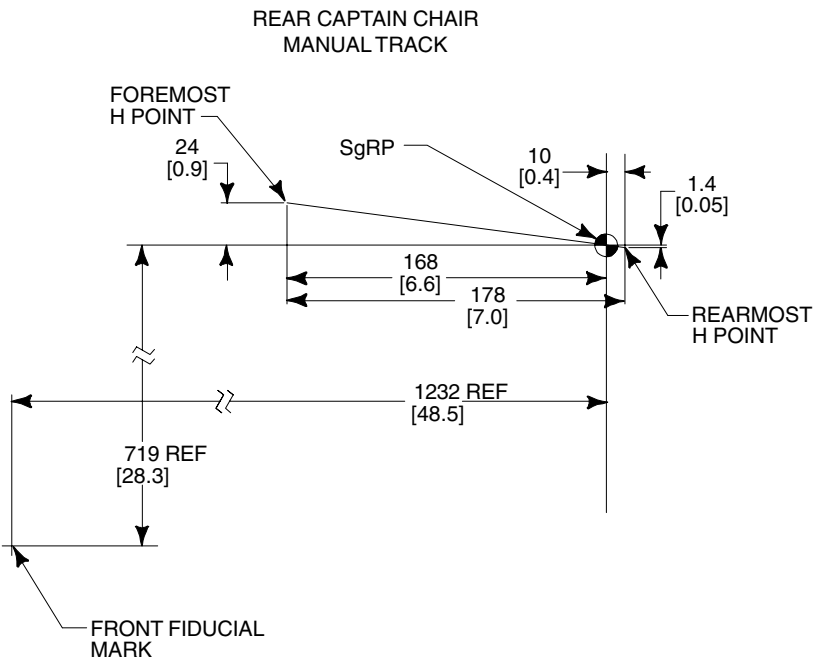 REAR CAPTAIN CHAIR
MANUAL TRACK
FOREMOST
H POINT
24
[0.9]
SgRP
10
[0.4]
1.4
[0.05]
168
[6.6]
178
[7.0]
REARMOST
H POINT
1232 REF
[48.5]
719 REF
[28.3]
FRONT FIDUCIAL
MARK